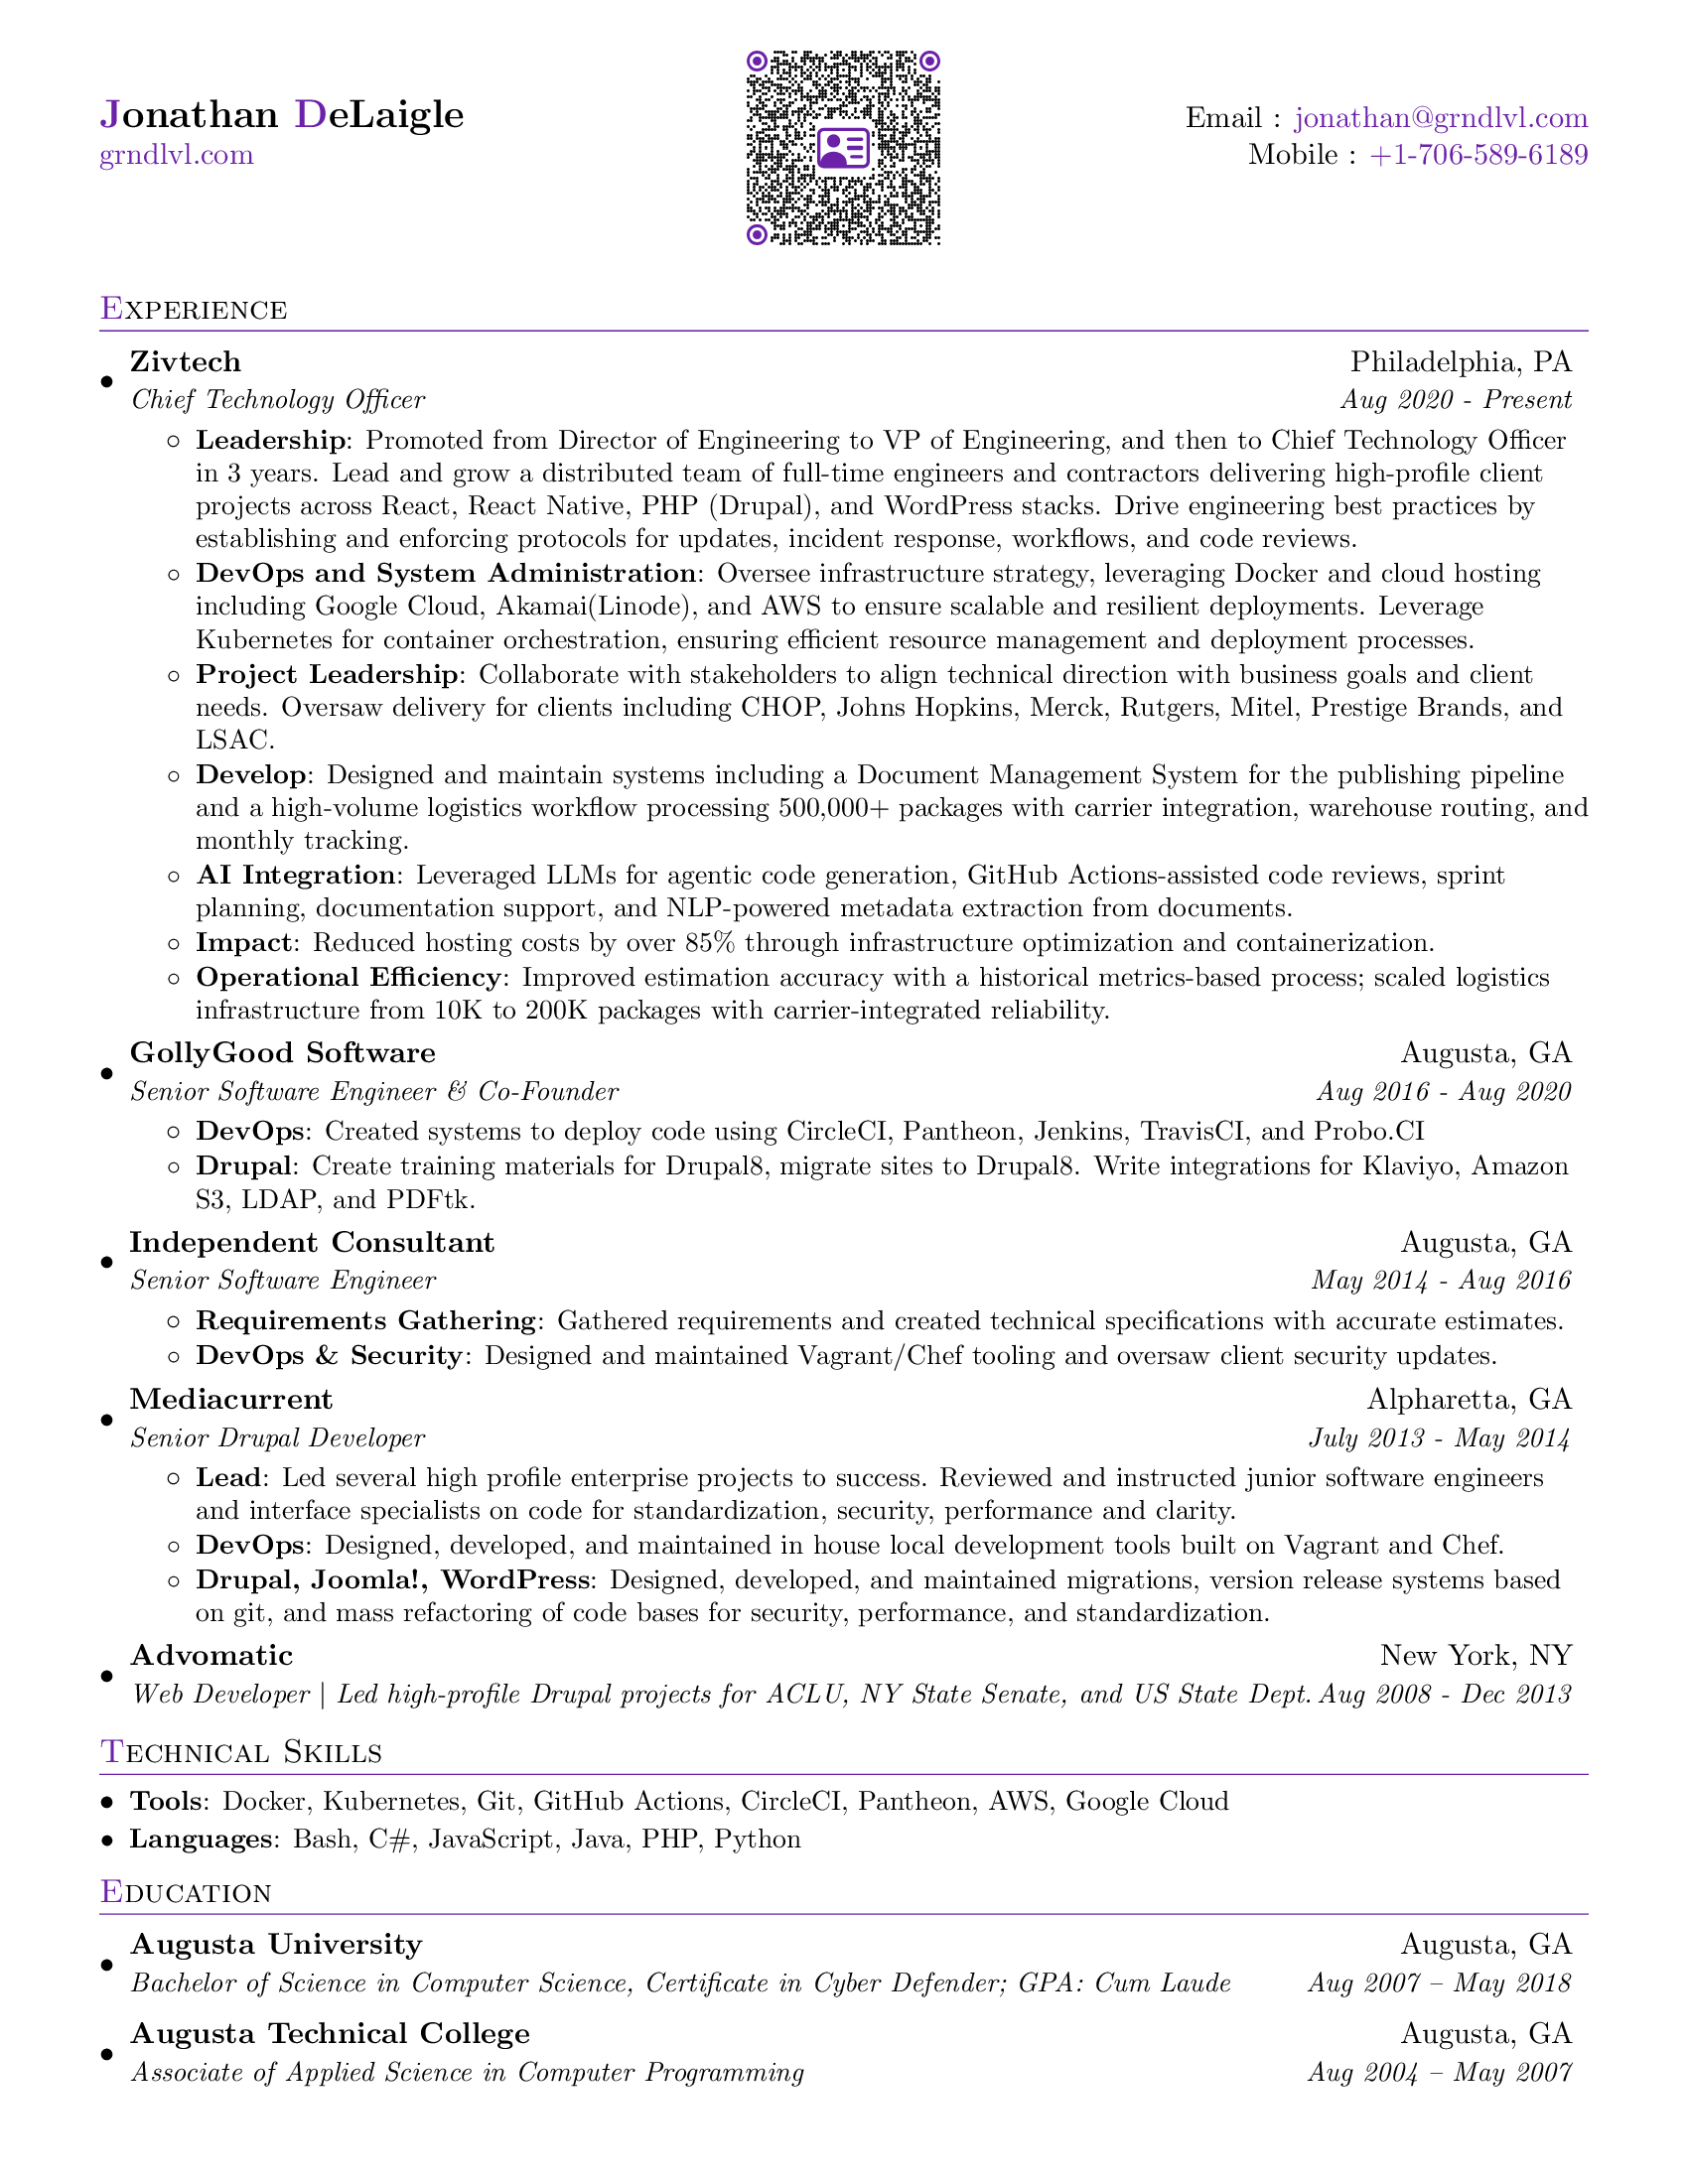 Jonathan DeLaigle
grndlvl.com
Email : jonathan@grndlvl.com
Mobile : +1-706-589-6189
Experience
• Zivtech Philadelphia, PA
Chief Technology Officer Aug 2020 - Present
◦ Leadership: Promoted from Director of Engineering to VP of Engineering, and then to Chief Technology Officer
in 3 years. Lead and grow a distributed team of full-time engineers and contractors delivering high-profile client
projects across React, React Native, PHP (Drupal), and WordPress stacks. Drive engineering best practices by
establishing and enforcing protocols for updates, incident response, workflows, and code reviews.
◦ DevOps and System Administration: Oversee infrastructure strategy, leveraging Docker and cloud hosting
including Google Cloud, Akamai(Linode), and AWS to ensure scalable and resilient deployments. Leverage
Kubernetes for container orchestration, ensuring efficient resource management and deployment processes.
◦ Project Leadership: Collaborate with stakeholders to align technical direction with business goals and client
needs. Oversaw delivery for clients including CHOP, Johns Hopkins, Merck, Rutgers, Mitel, Prestige Brands, and
LSAC.
◦ Develop: Designed and maintain systems including a Document Management System for the publishing pipeline
and a high-volume logistics workflow processing 500,000+ packages with carrier integration, warehouse routing, and
monthly tracking.
◦ AI Integration: Leveraged LLMs for agentic code generation, GitHub Actions-assisted code reviews, sprint
planning, documentation support, and NLP-powered metadata extraction from documents.
◦ Impact: Reduced hosting costs by over 85% through infrastructure optimization and containerization.
◦ Operational Efficiency: Improved estimation accuracy with a historical metrics-based process; scaled logistics
infrastructure from 10K to 200K packages with carrier-integrated reliability.
• GollyGood Software Augusta, GA
Senior Software Engineer & Co-Founder Aug 2016 - Aug 2020
◦ DevOps: Created systems to deploy code using CircleCI, Pantheon, Jenkins, TravisCI, and Probo.CI
◦ Drupal: Create training materials for Drupal8, migrate sites to Drupal8. Write integrations for Klaviyo, Amazon
S3, LDAP, and PDFtk.
• Independent Consultant Augusta, GA
Senior Software Engineer May 2014 - Aug 2016
◦ Requirements Gathering: Gathered requirements and created technical specifications with accurate estimates.
◦ DevOps & Security: Designed and maintained Vagrant/Chef tooling and oversaw client security updates.
• Mediacurrent Alpharetta, GA
Senior Drupal Developer July 2013 - May 2014
◦ Lead: Led several high profile enterprise projects to success. Reviewed and instructed junior software engineers
and interface specialists on code for standardization, security, performance and clarity.
◦ DevOps: Designed, developed, and maintained in house local development tools built on Vagrant and Chef.
◦ Drupal, Joomla!, WordPress: Designed, developed, and maintained migrations, version release systems based
on git, and mass refactoring of code bases for security, performance, and standardization.
• Advomatic New York, NY
Web Developer | Led high-profile Drupal projects for ACLU, NY State Senate, and US State Dept. Aug 2008 - Dec 2013
Technical Skills
• Tools: Docker, Kubernetes, Git, GitHub Actions, CircleCI, Pantheon, AWS, Google Cloud
• Languages: Bash, C#, JavaScript, Java, PHP, Python
Education
• Augusta University Augusta, GA
Bachelor of Science in Computer Science, Certificate in Cyber Defender; GPA: Cum Laude Aug 2007 – May 2018
• Augusta Technical College Augusta, GA
Associate of Applied Science in Computer Programming Aug 2004 – May 2007